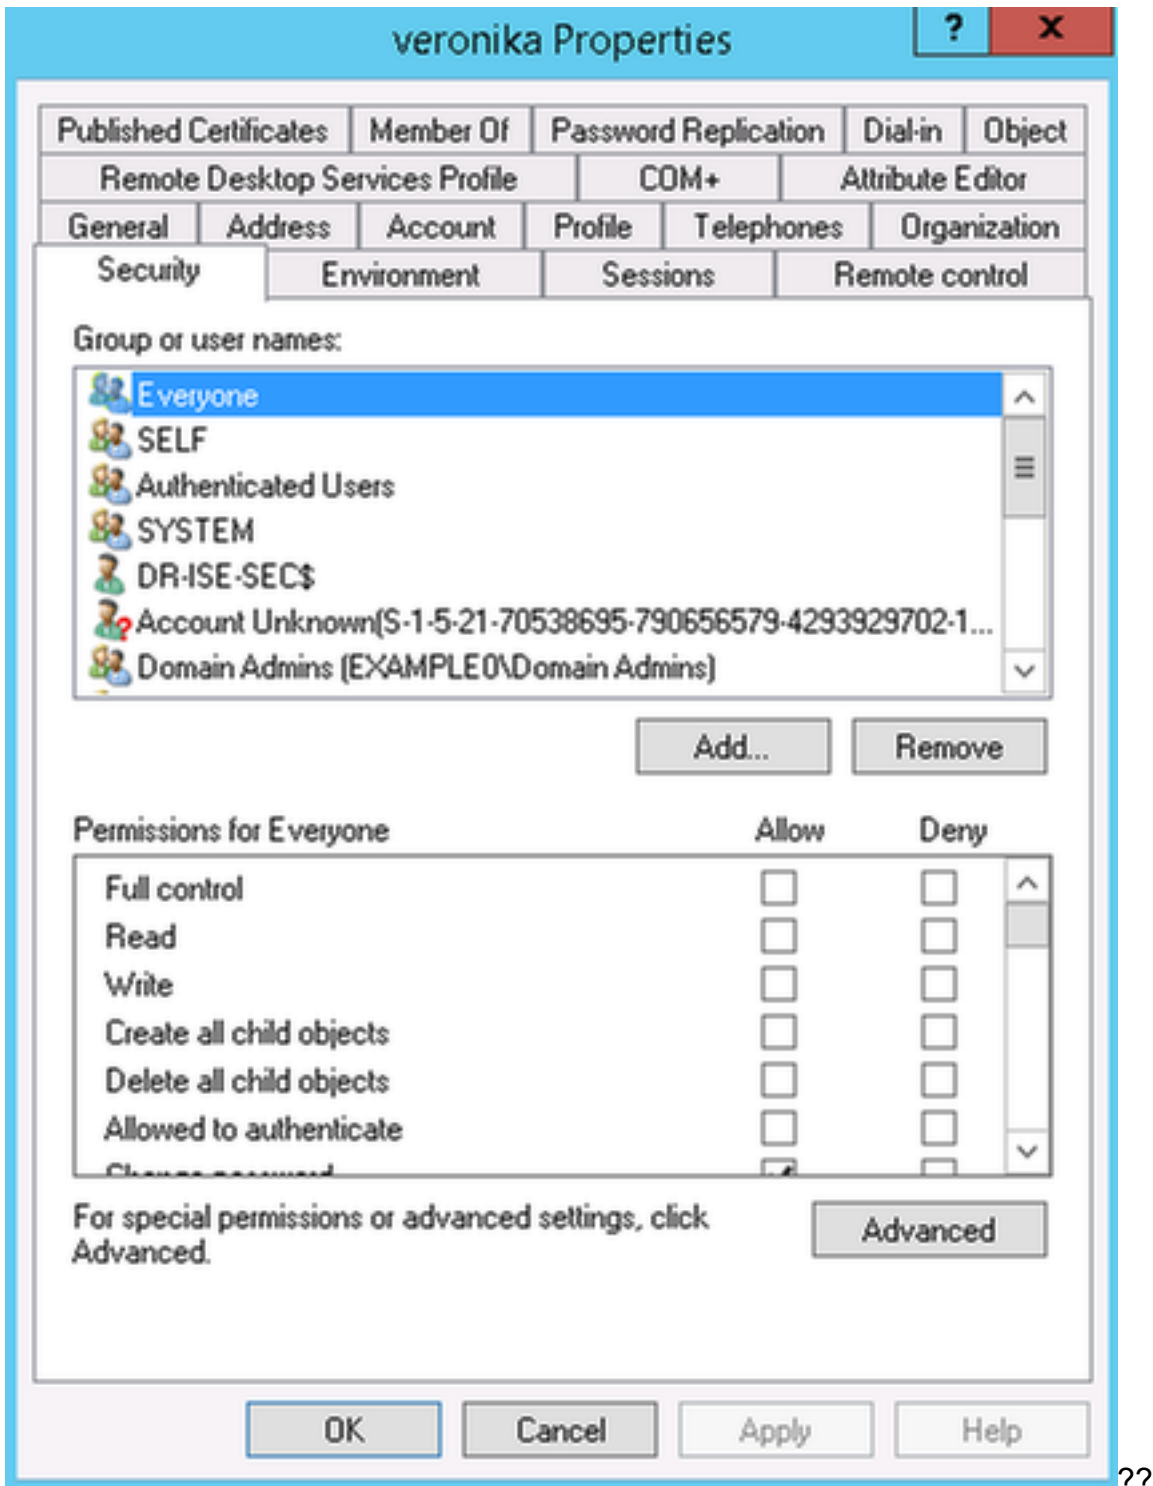 veronika Properties
?
x
Published Certificates
Member Of
Password Replication
Dial-in
Object
Remote Desktop Services Profile
COM+
Attribute Editor
General
Address
Account
Profile
Telephones
Organization
Security
Environment
Sessions
Remote control
Group or user names:
Everyone
SELF
Authenticated Users
SYSTEM
DR-ISE-SEC$
Account Unknown(S-1-5-21-70538695-790656579-4293929702-1...
Domain Admins (EXAMPLE0\Domain Admins)
Add...
Remove
Permissions for Everyone
Allow
Deny
Full control
Read
Write
Create all child objects
Delete all child objects
Allowed to authenticate
Change password
For special permissions or advanced settings, click
Advanced.
Advanced
OK
Cancel
Apply
Help
??